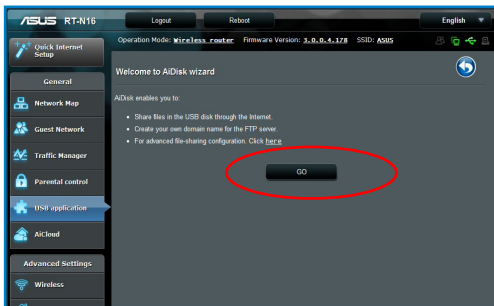 ASUS RT-N16
Logout
Reboot
English
Quick Internet Setup
Operation Mode: Wireless router Firmware Version: 3.0.0.4.178 SSID: ASUS
General
Network Map
Guest Network
Traffic Manager
Parental control
USB application
AiCloud
Advanced Settings
Wireless
Welcome to AiDisk wizard
AiDisk enables you to:
Share files in the USB disk through the Internet.
Create your own domain name for the FTP server.
For advanced file-sharing configuration. Click here
GO